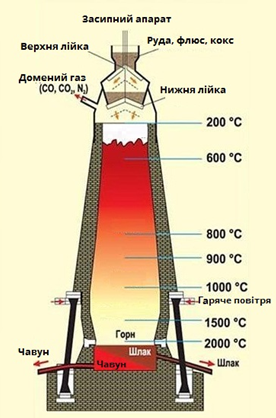 Засипний апарат
Верхня лійка
Руда, флюс, кокс
Домений газ
(CO, CO₂, N₂)
Нижня лійка
200 °C
600 °C
800 °C
900 °C
1000 °C
Гаряче повітря
1500 °C
Горн
2000 °C
Чавун
Шлак
Чавун
Шлак